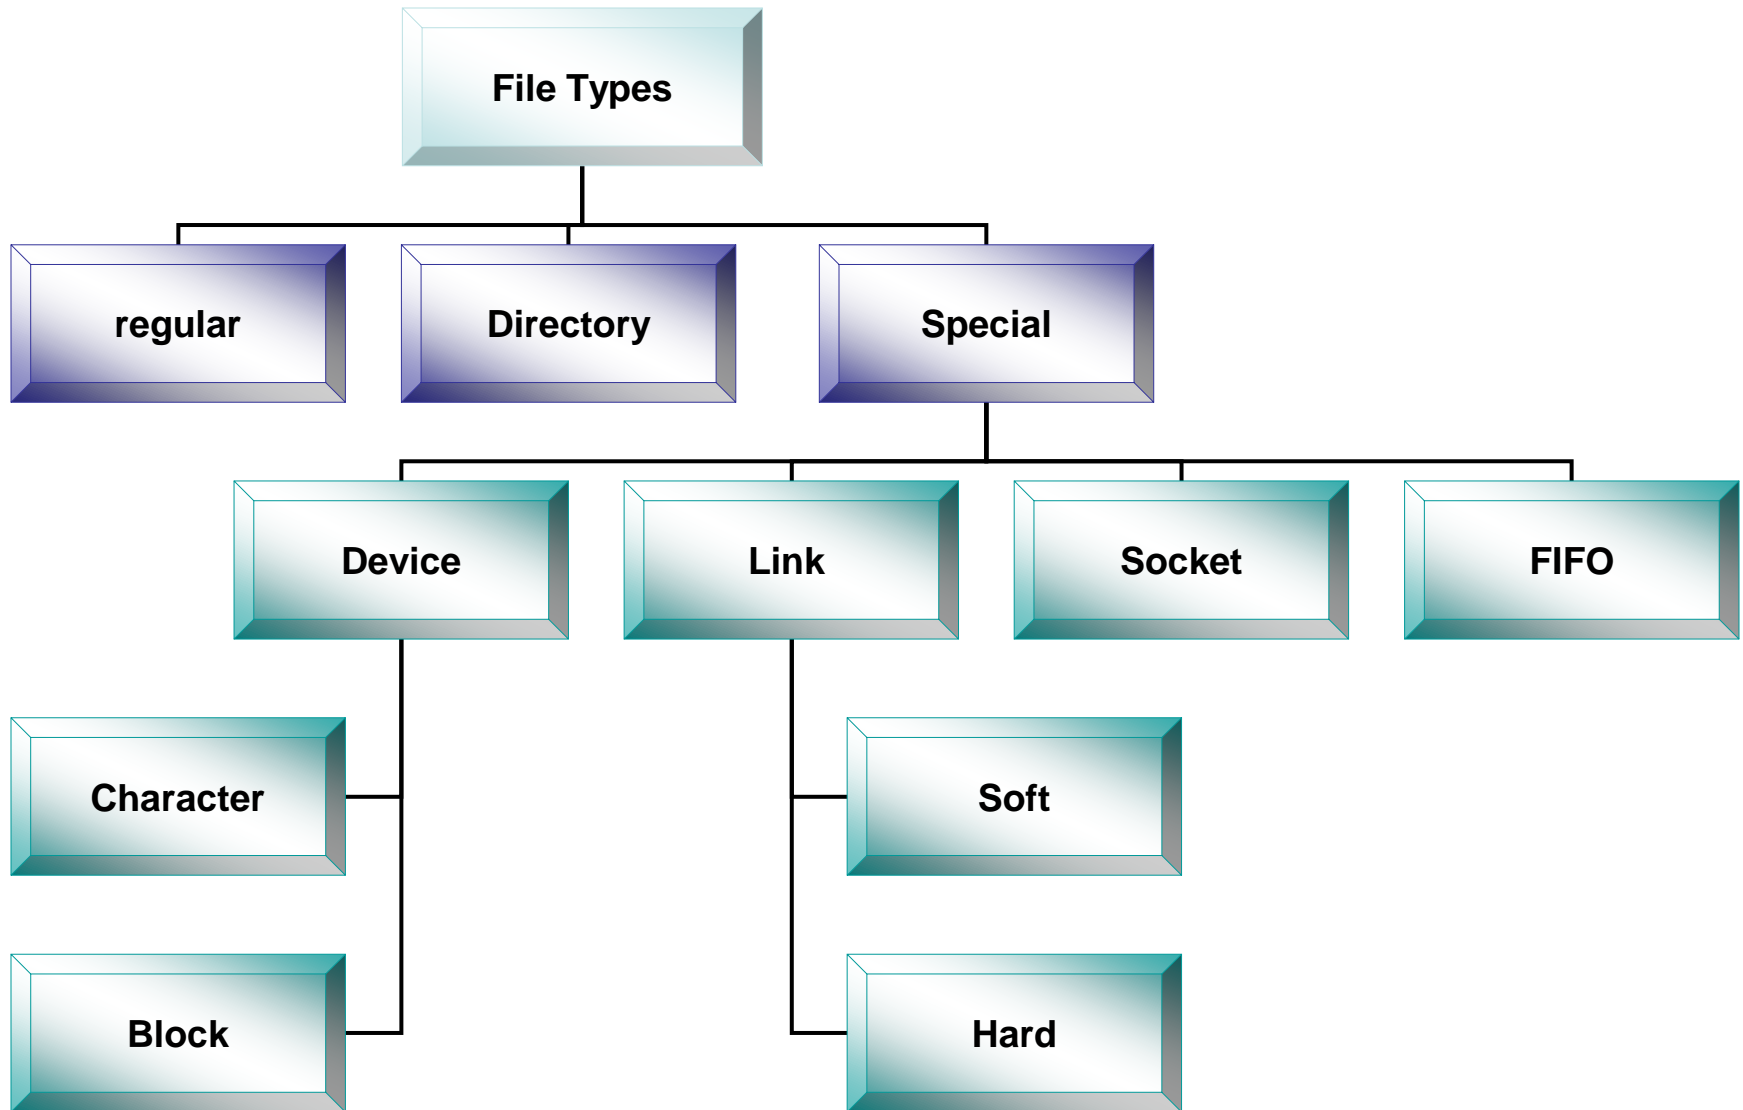 File Types
regular
Directory
Special
Device
Link
Socket
FIFO
Character
Soft
Block
Hard